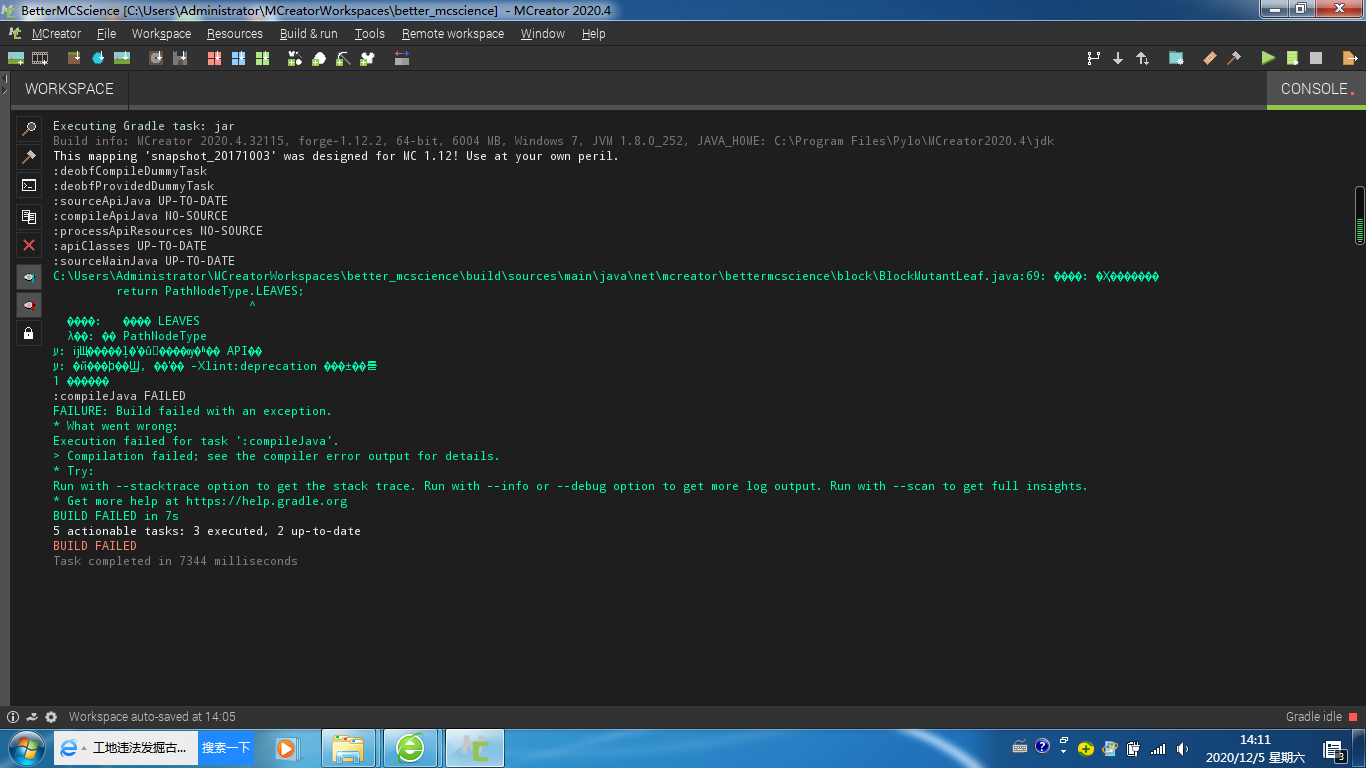 BetterMCScience [C:\Users\Administrator\MCreatorWorkspaces\better_mcscience] - MCreator 2020.4
MCreator File Workspace Resources Build & run Tools Remote workspace Window Help
WORKSPACE
CONSOLE
Executing Gradle task: jar
Build info: MCreator 2020.4.32115, forge-1.12.2, 64-bit, 6004 MB, Windows 7, JVM 1.8.0_252, JAVA_HOME: C:\Program Files\Pylo\MCreator2020.4\jdk
This mapping 'snapshot_20171003' was designed for MC 1.12! Use at your own peril.
:deobfCompileDummyTask
:deobfProvidedDummyTask
:sourceApiJava UP-TO-DATE
:compileApiJava NO-SOURCE
:processApiResources NO-SOURCE
:apiClasses UP-TO-DATE
:sourceMainJava UP-TO-DATE
C:\Users\Administrator\MCreatorWorkspaces\better_mcscience\build\sources\main\java\net\mcreator\bettermcscience\block\BlockMutantLeaf.java:69:
return PathNodeType.LEAVES;
^
LEAVES
PathNodeType
API
-Xlint:deprecation
1
:compileJava FAILED
FAILURE: Build failed with an exception.
* What went wrong:
Execution failed for task ':compileJava'.
> Compilation failed; see the compiler error output for details.
* Try:
Run with --stacktrace option to get the stack trace. Run with --info or --debug option to get more log output. Run with --scan to get full insights.
* Get more help at https://help.gradle.org
BUILD FAILED in 7s
5 actionable tasks: 3 executed, 2 up-to-date
BUILD FAILED
Task completed in 7344 milliseconds
Workspace auto-saved at 14:05
Gradle idle
工地违法发掘古... 搜索一下
14:11
2020/12/5 星期六
3